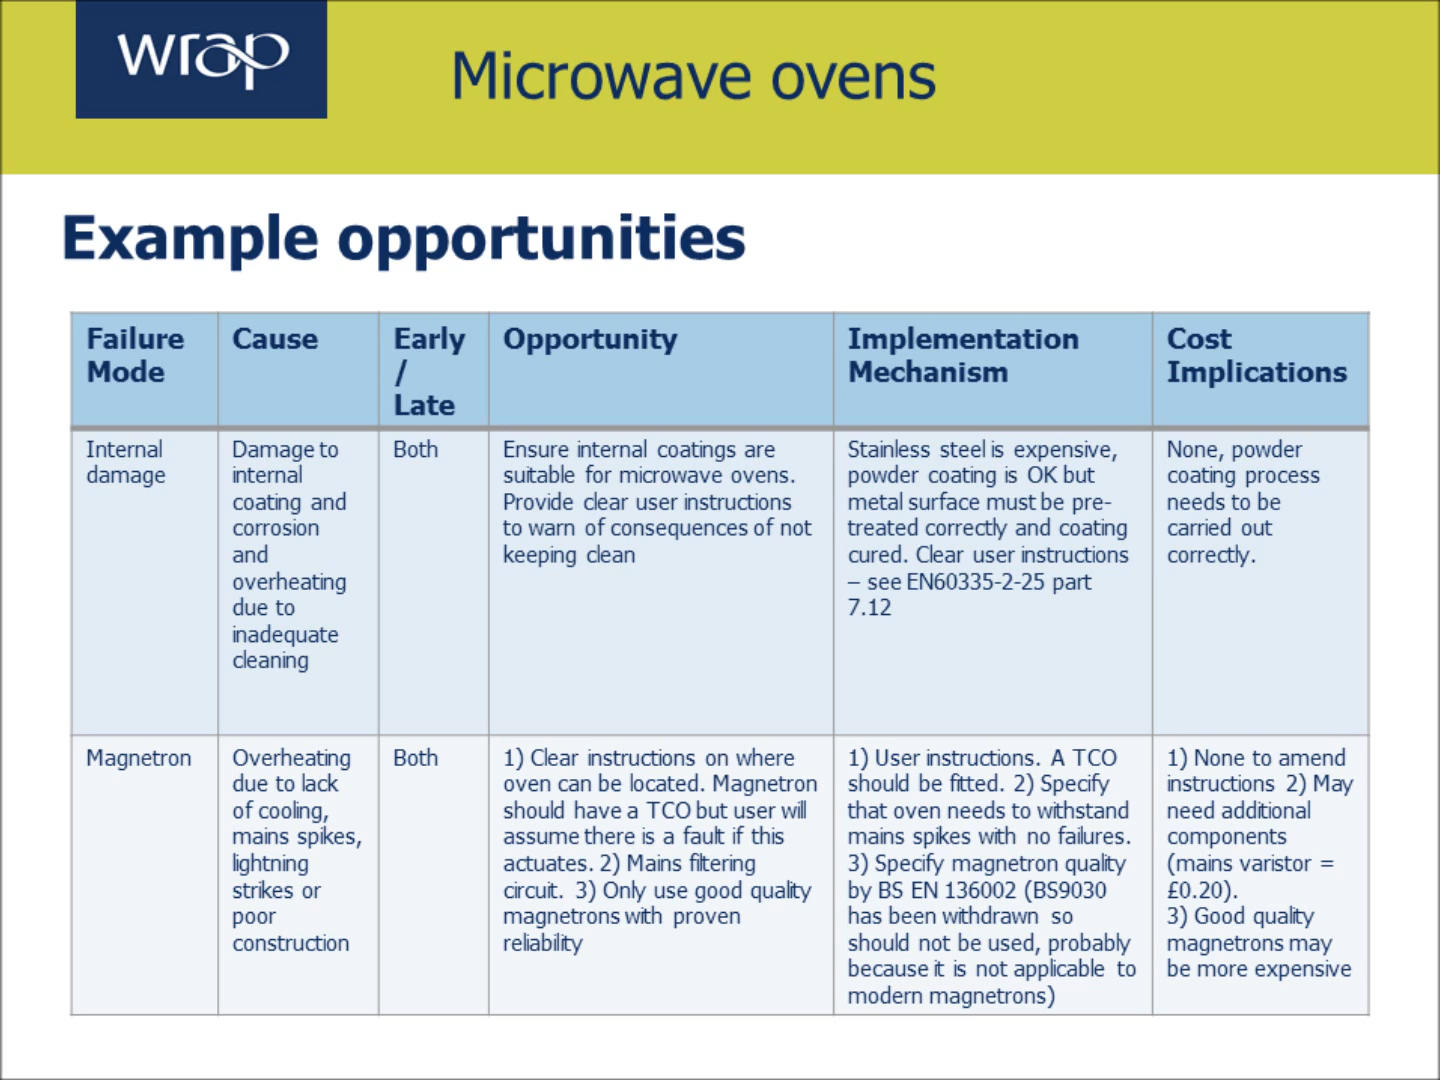 wrap
Microwave ovens
Example opportunities
Failure
Mode
Cause
Early
/
Late
Opportunity
Implementation
Mechanism
Cost
Implications
Internal
damage
Damage to
internal
coating and
corrosion
and
overheating
due to
inadequate
cleaning
Both
Ensure internal coatings are
suitable for microwave ovens.
Provide clear user instructions
to warn of consequences of not
keeping clean
Stainless steel is expensive,
powder coating is OK but
metal surface must be pre-
treated correctly and coating
cured. Clear user instructions
– see EN60335-2-25 part
7.12
None, powder
coating process
needs to be
carried out
correctly.
Magnetron
Overheating
due to lack
of cooling,
mains spikes,
lightning
strikes or
poor
construction
Both
1) Clear instructions on where
oven can be located. Magnetron
should have a TCO but user will
assume there is a fault if this
actuates. 2) Mains filtering
circuit. 3) Only use good quality
magnetrons with proven
reliability
1) User instructions. A TCO
should be fitted. 2) Specify
that oven needs to withstand
mains spikes with no failures.
3) Specify magnetron quality
by BS EN 136002 (BS9030
has been withdrawn so
should not be used, probably
because it is not applicable to
modern magnetrons)
1) None to amend
instructions 2) May
need additional
components
(mains varistor =
£0.20).
3) Good quality
magnetrons may
be more expensive